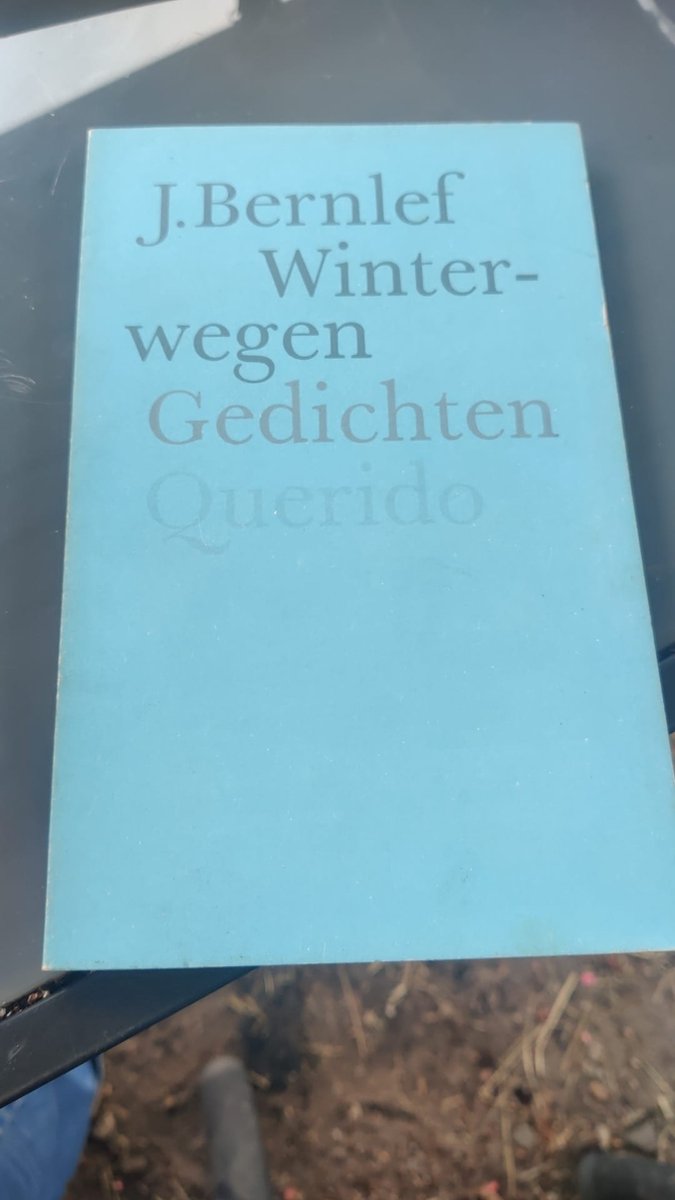 J. Bernlef
Winter-
wegen
Gedichten
Querido